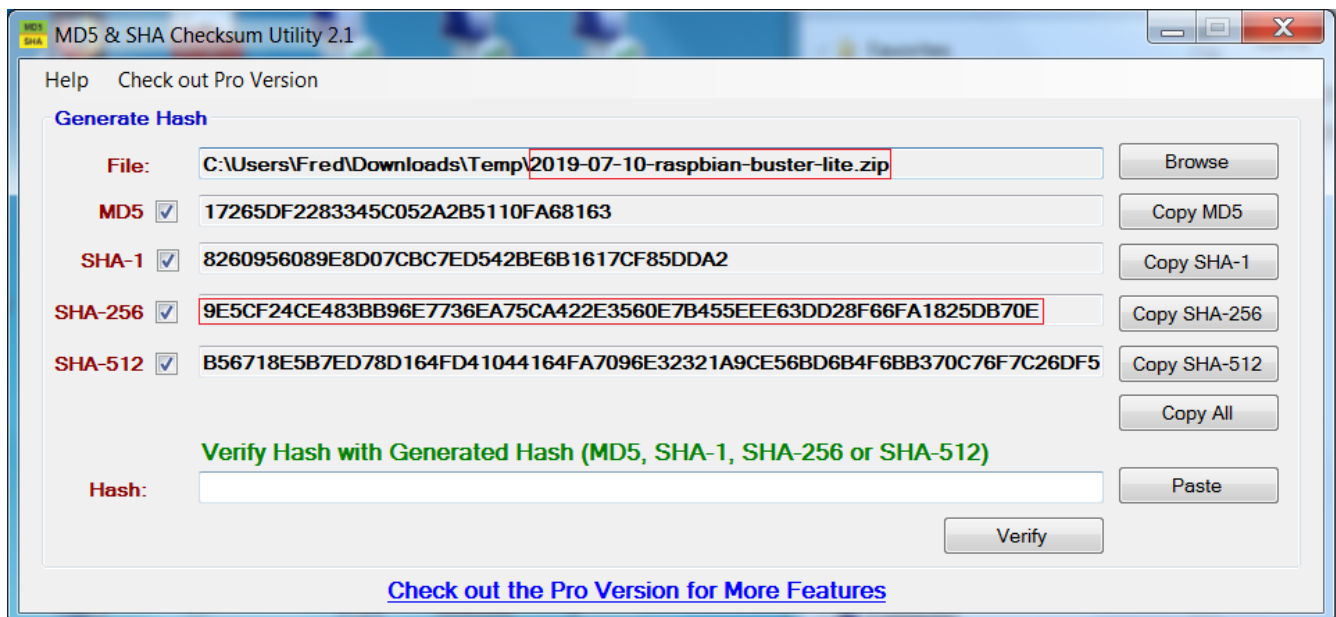 MD5 SHA MD5 & SHA Checksum Utility 2.1
Favorites
Help Check out Pro Version
Generate Hash
File: C:\Users\Fred\Downloads\Temp\2019-07-10-raspbian-buster-lite.zip Browse
MD5 17265DF2283345C052A2B5110FA68163 Copy MD5
SHA-1 8260956089E8D07CBC7ED542BE6B1617CF85DDA2 Copy SHA-1
SHA-256 9E5CF24CE483BB96E7736EA75CA422E3560E7B455EEE63DD28F66FA1825DB70E Copy SHA-256
SHA-512 B56718E5B7ED78D164FD41044164FA7096E32321A9CE56BD6B4F6BB370C76F7C26DF5 Copy SHA-512
Copy All
Verify Hash with Generated Hash (MD5, SHA-1, SHA-256 or SHA-512)
Hash: Paste
Verify
Check out the Pro Version for More Features